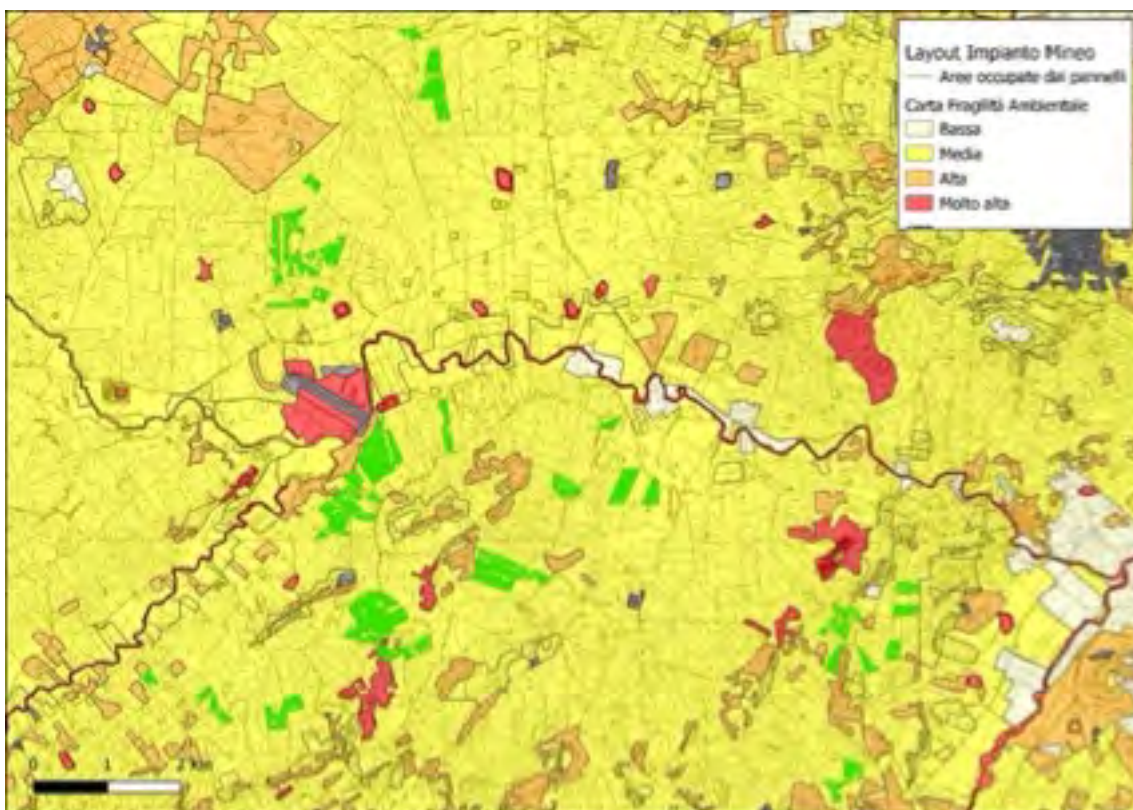 Layout Impianto Mineo
Aree occupate dai pannelli
Carta Fragilità Ambientale
Bassa
Media
Alta
Molto alta
0 1 2 km